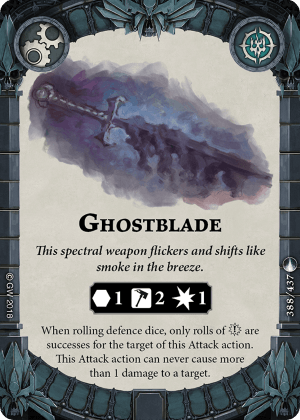 GHOSTBLADE
This spectral weapon flickers and shifts like
smoke in the breeze.
1 2 1
When rolling defence dice, only rolls of are
successes for the target of this Attack action.
This Attack action can never cause more
than 1 damage to a target.
© GW 2018
388/437